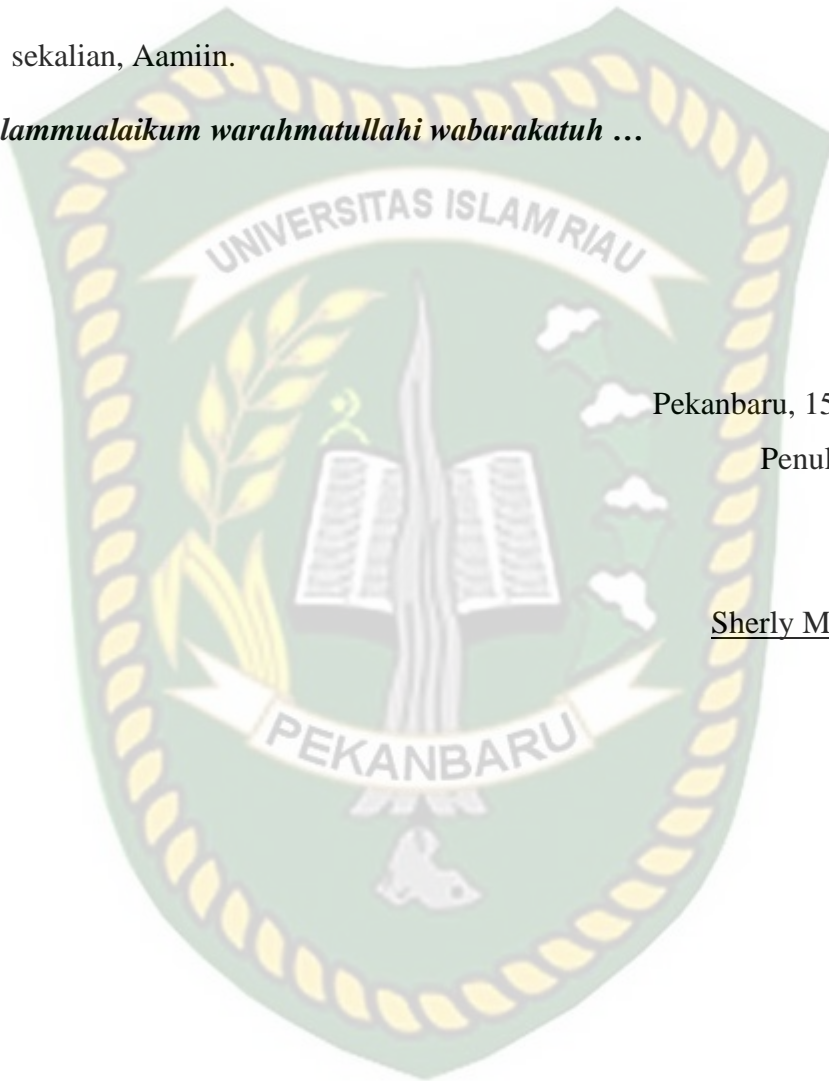 sekalian, Aamiin.
lammualaikum warahmatullahi wabarakatuh …
UNIVERSITAS ISLAM RIAU
Pekanbaru, 15
Penul
Sherly M
PEKANBARU